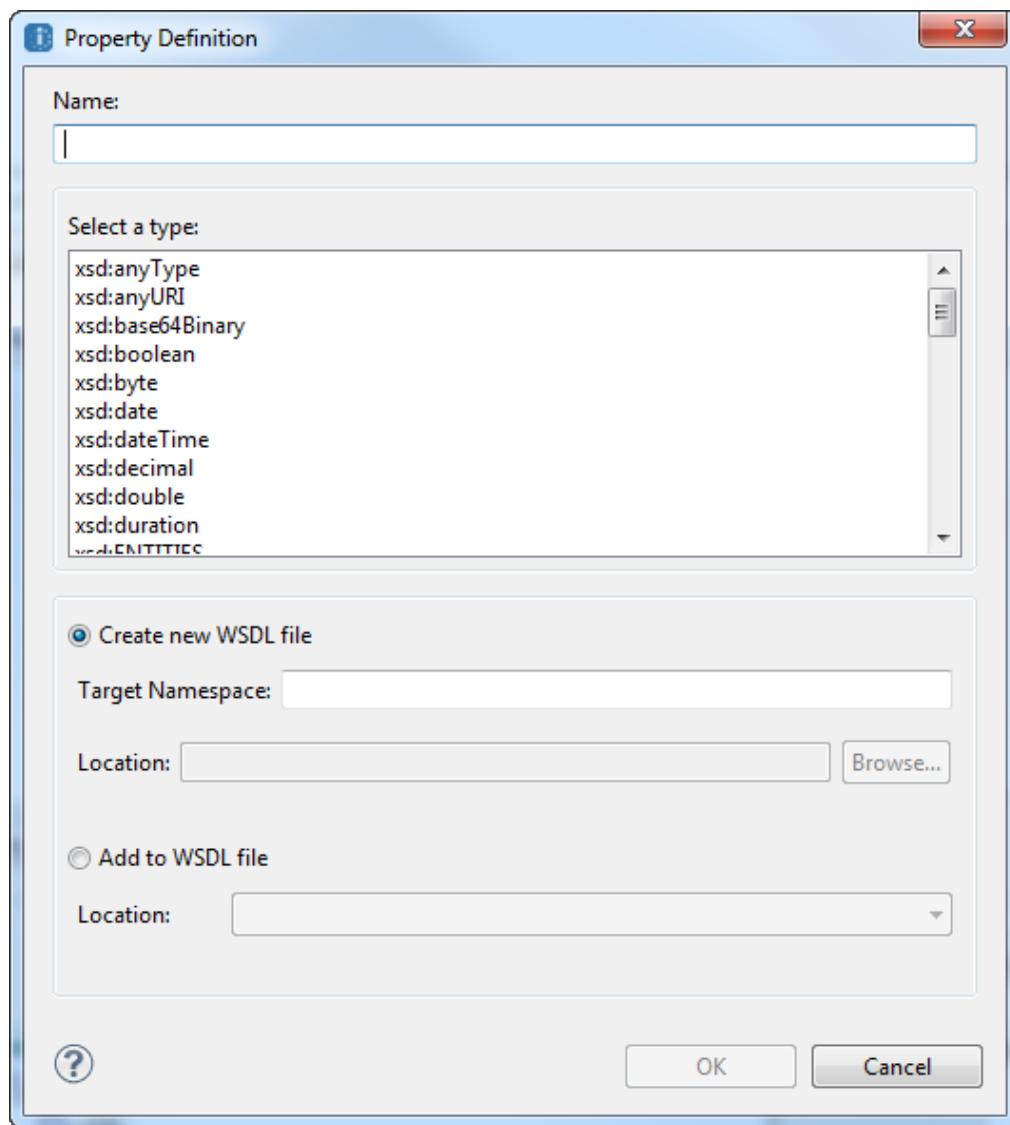 Property Definition
Name:
Select a type:
xsd:anyType
xsd:anyURI
xsd:base64Binary
xsd:boolean
xsd:byte
xsd:date
xsd:dateTime
xsd:decimal
xsd:double
xsd:duration
xsd:ENTITIES
Create new WSDL file
Target Namespace:
Location:
Browse...
Add to WSDL file
Location:
OK
Cancel